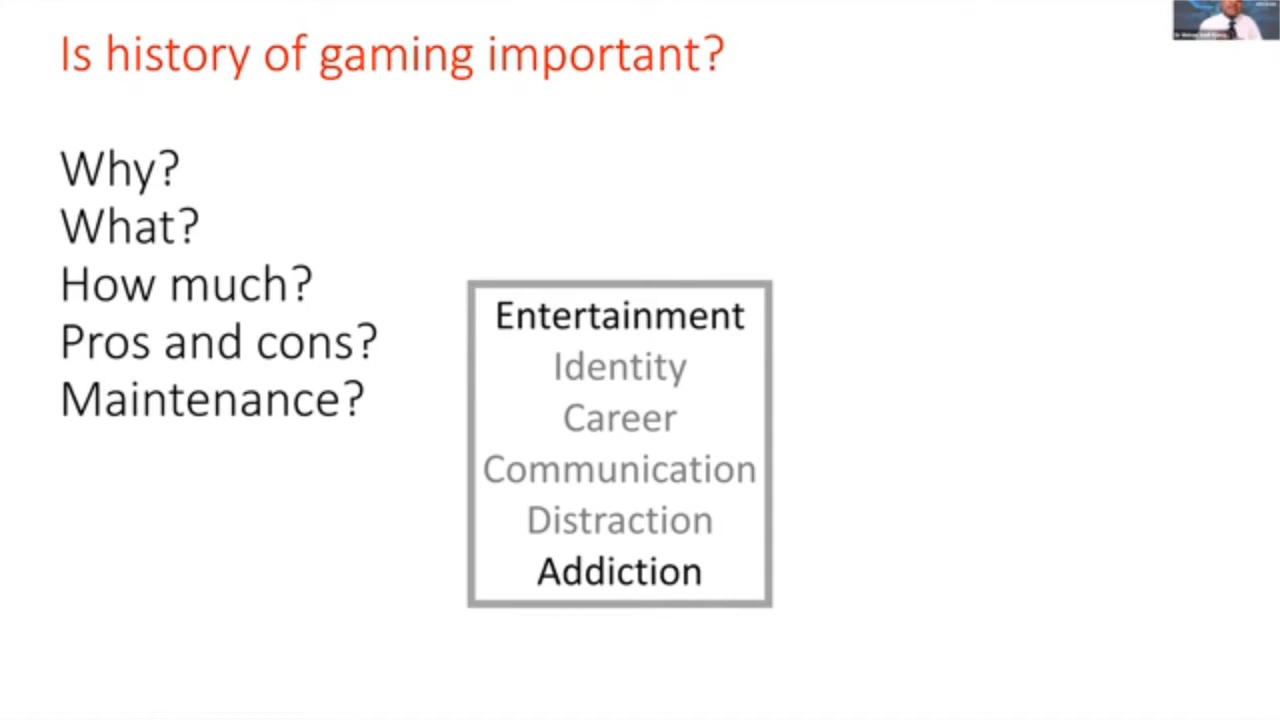 Is history of gaming important?
Why?
What?
How much?
Pros and cons?
Maintenance?
Entertainment
Identity
Career
Communication
Distraction
Addiction